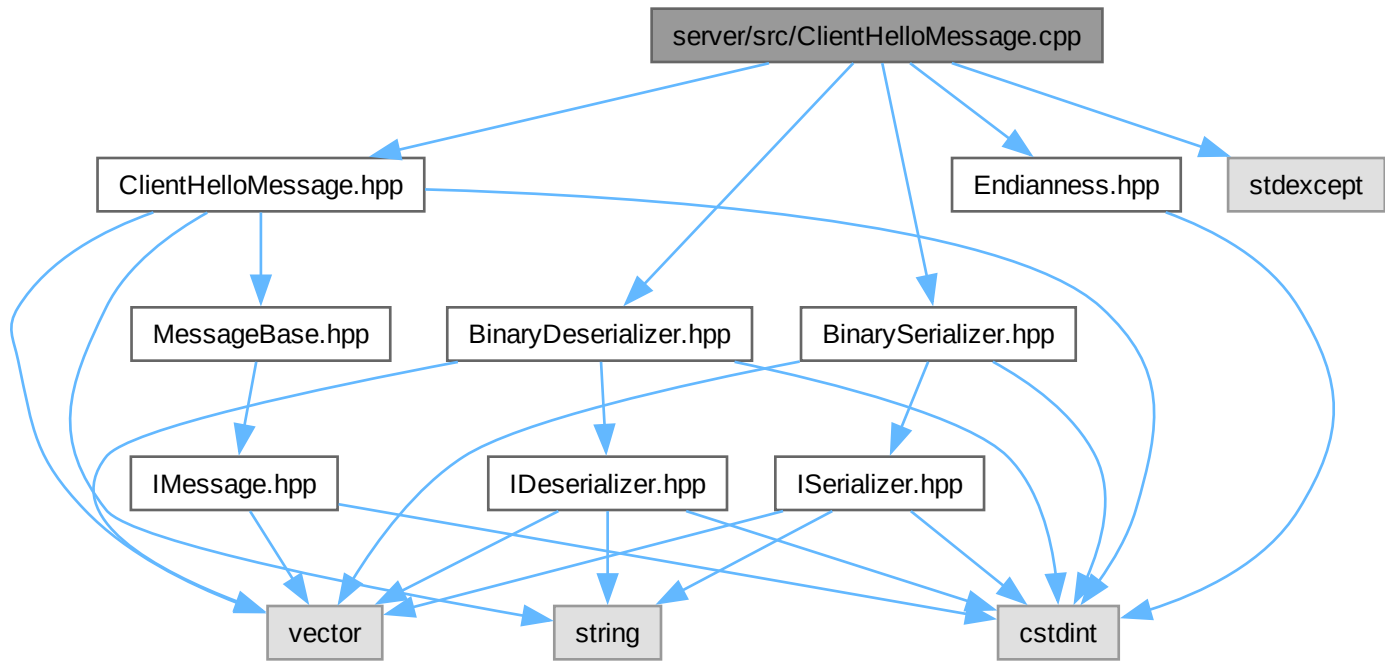 server/src/ClientHelloMessage.cpp
ClientHelloMessage.hpp
Endianness.hpp
stdexcept
MessageBase.hpp
BinaryDeserializer.hpp
BinarySerializer.hpp
IMessage.hpp
IDeserializer.hpp
ISerializer.hpp
vector
string
cstdint